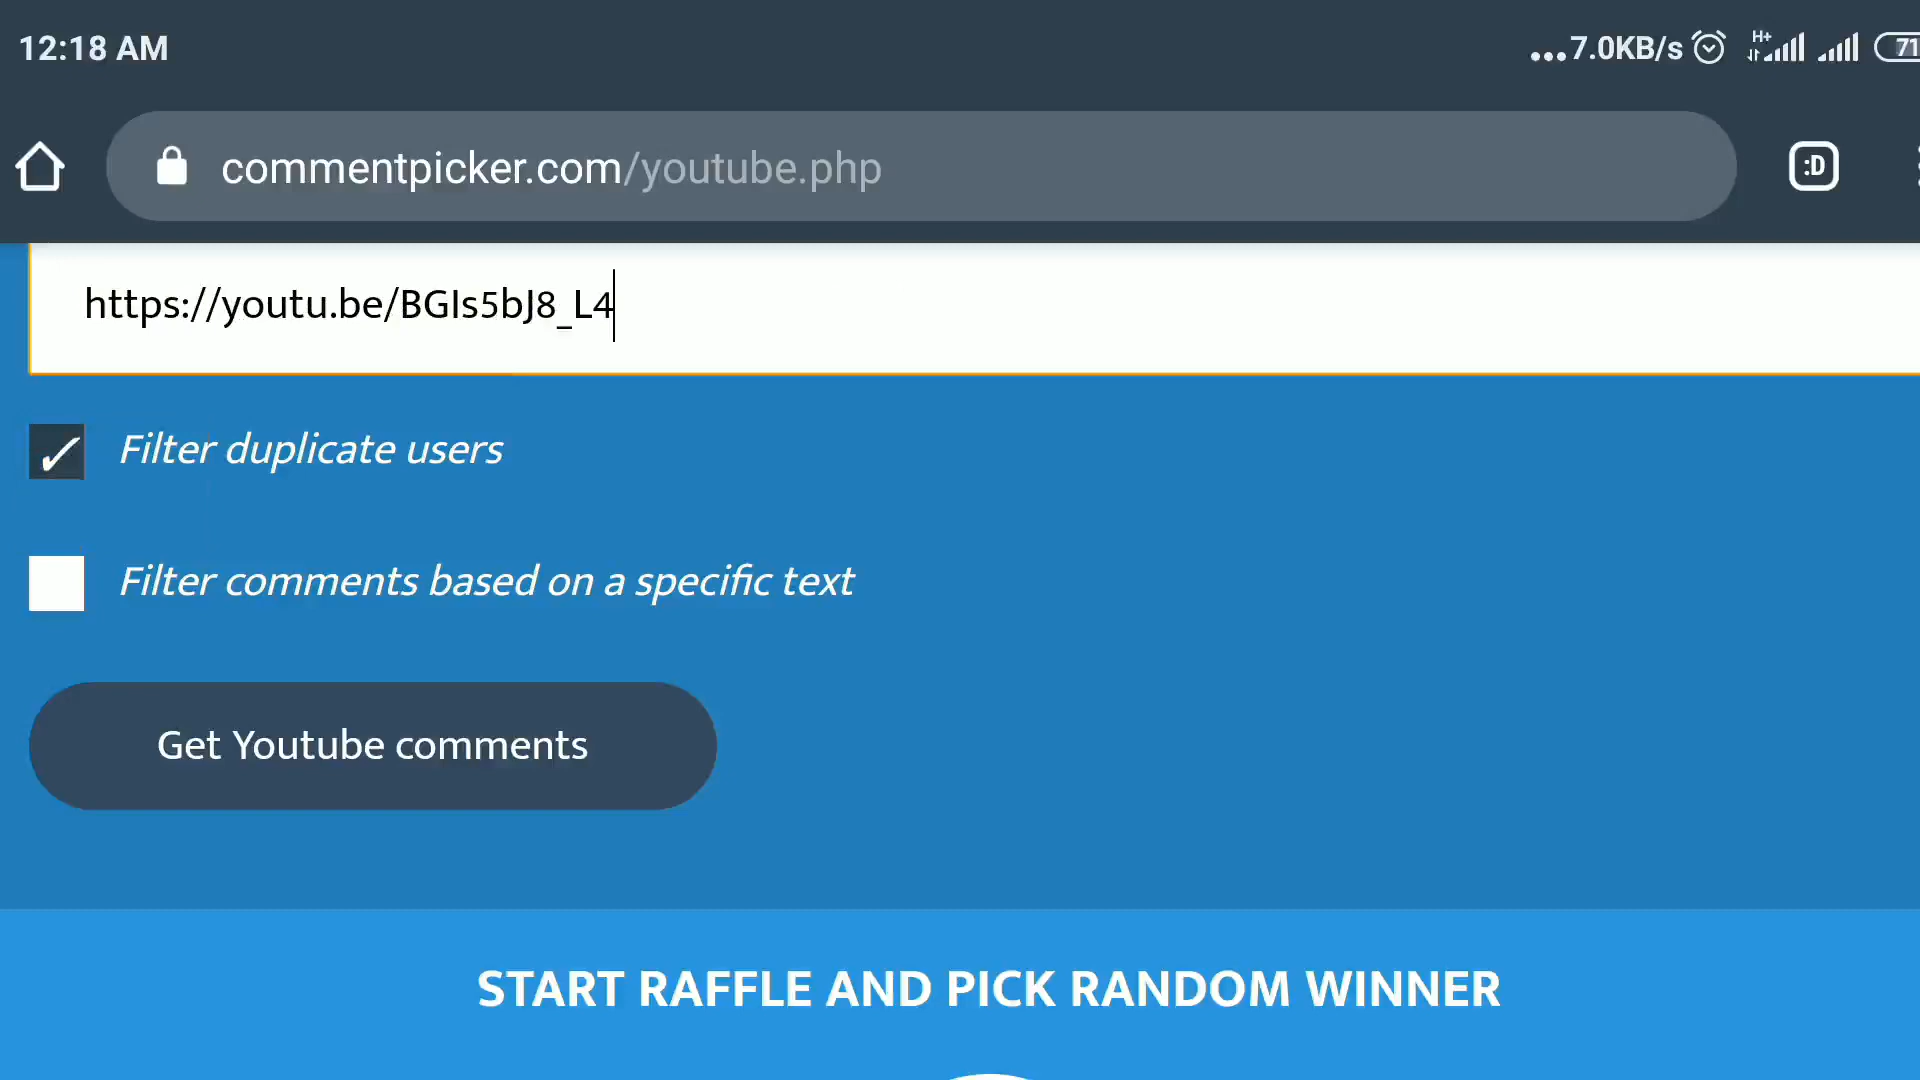 12:18 AM ...7.0KB/s H+ 71
commentpicker.com/youtube.php :D
https://youtu.be/BGIs5bJ8_L4
Filter duplicate users
Filter comments based on a specific text
Get Youtube comments
START RAFFLE AND PICK RANDOM WINNER